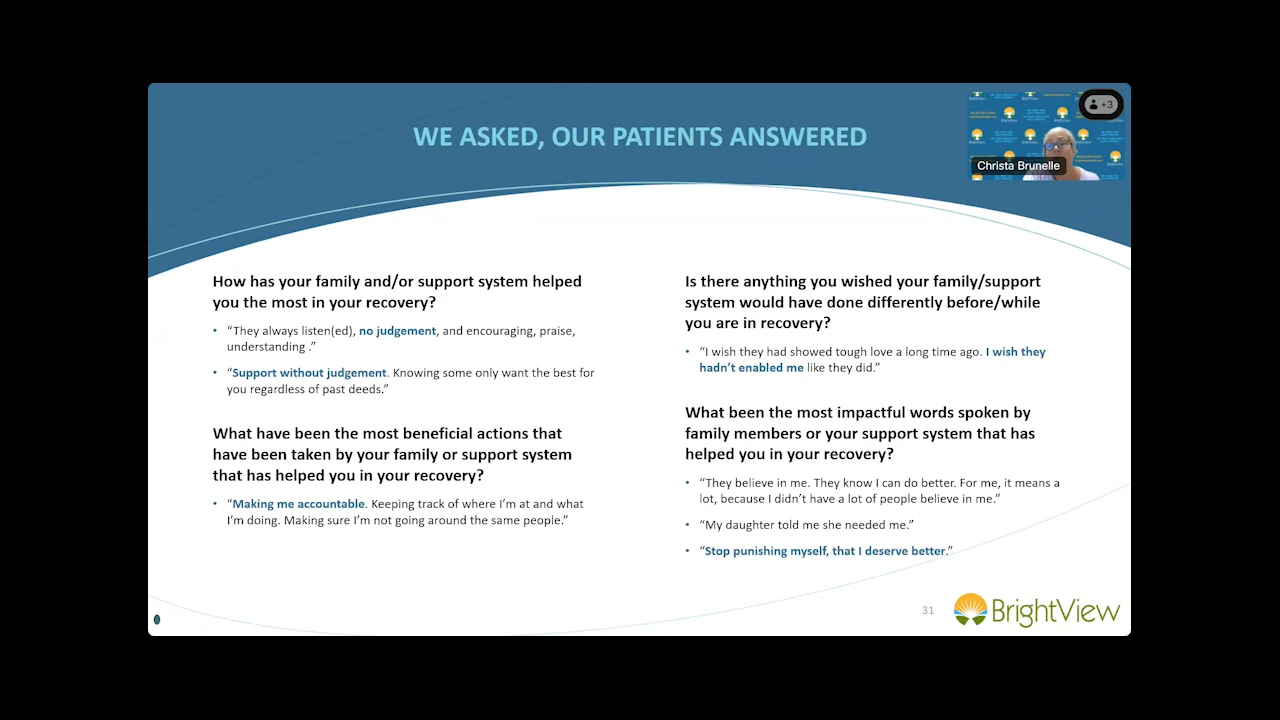 WE ASKED, OUR PATIENTS ANSWERED
+3
Christa Brunelle
How has your family and/or support system helped
you the most in your recovery?
• “They always listen(ed), no judgement, and encouraging, praise,
understanding .”
• “Support without judgement. Knowing some only want the best for
you regardless of past deeds.”
What have been the most beneficial actions that
have been taken by your family or support system
that has helped you in your recovery?
• “Making me accountable. Keeping track of where I’m at and what
I’m doing. Making sure I’m not going around the same people.”
Is there anything you wished your family/support
system would have done differently before/while
you are in recovery?
• “I wish they had showed tough love a long time ago. I wish they
hadn’t enabled me like they did.”
What been the most impactful words spoken by
family members or your support system that has
helped you in your recovery?
• “They believe in me. They know I can do better. For me, it means a
lot, because I didn’t have a lot of people believe in me.”
• “My daughter told me she needed me.”
• “Stop punishing myself, that I deserve better.”
31
BrightView